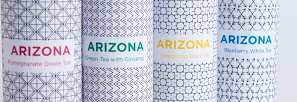 ARIZONA
Pomegranate Green Tea
ARIZONA
Green Tea with Ginseng
ARIZONA
ARIZONA
Blueberry White Tea